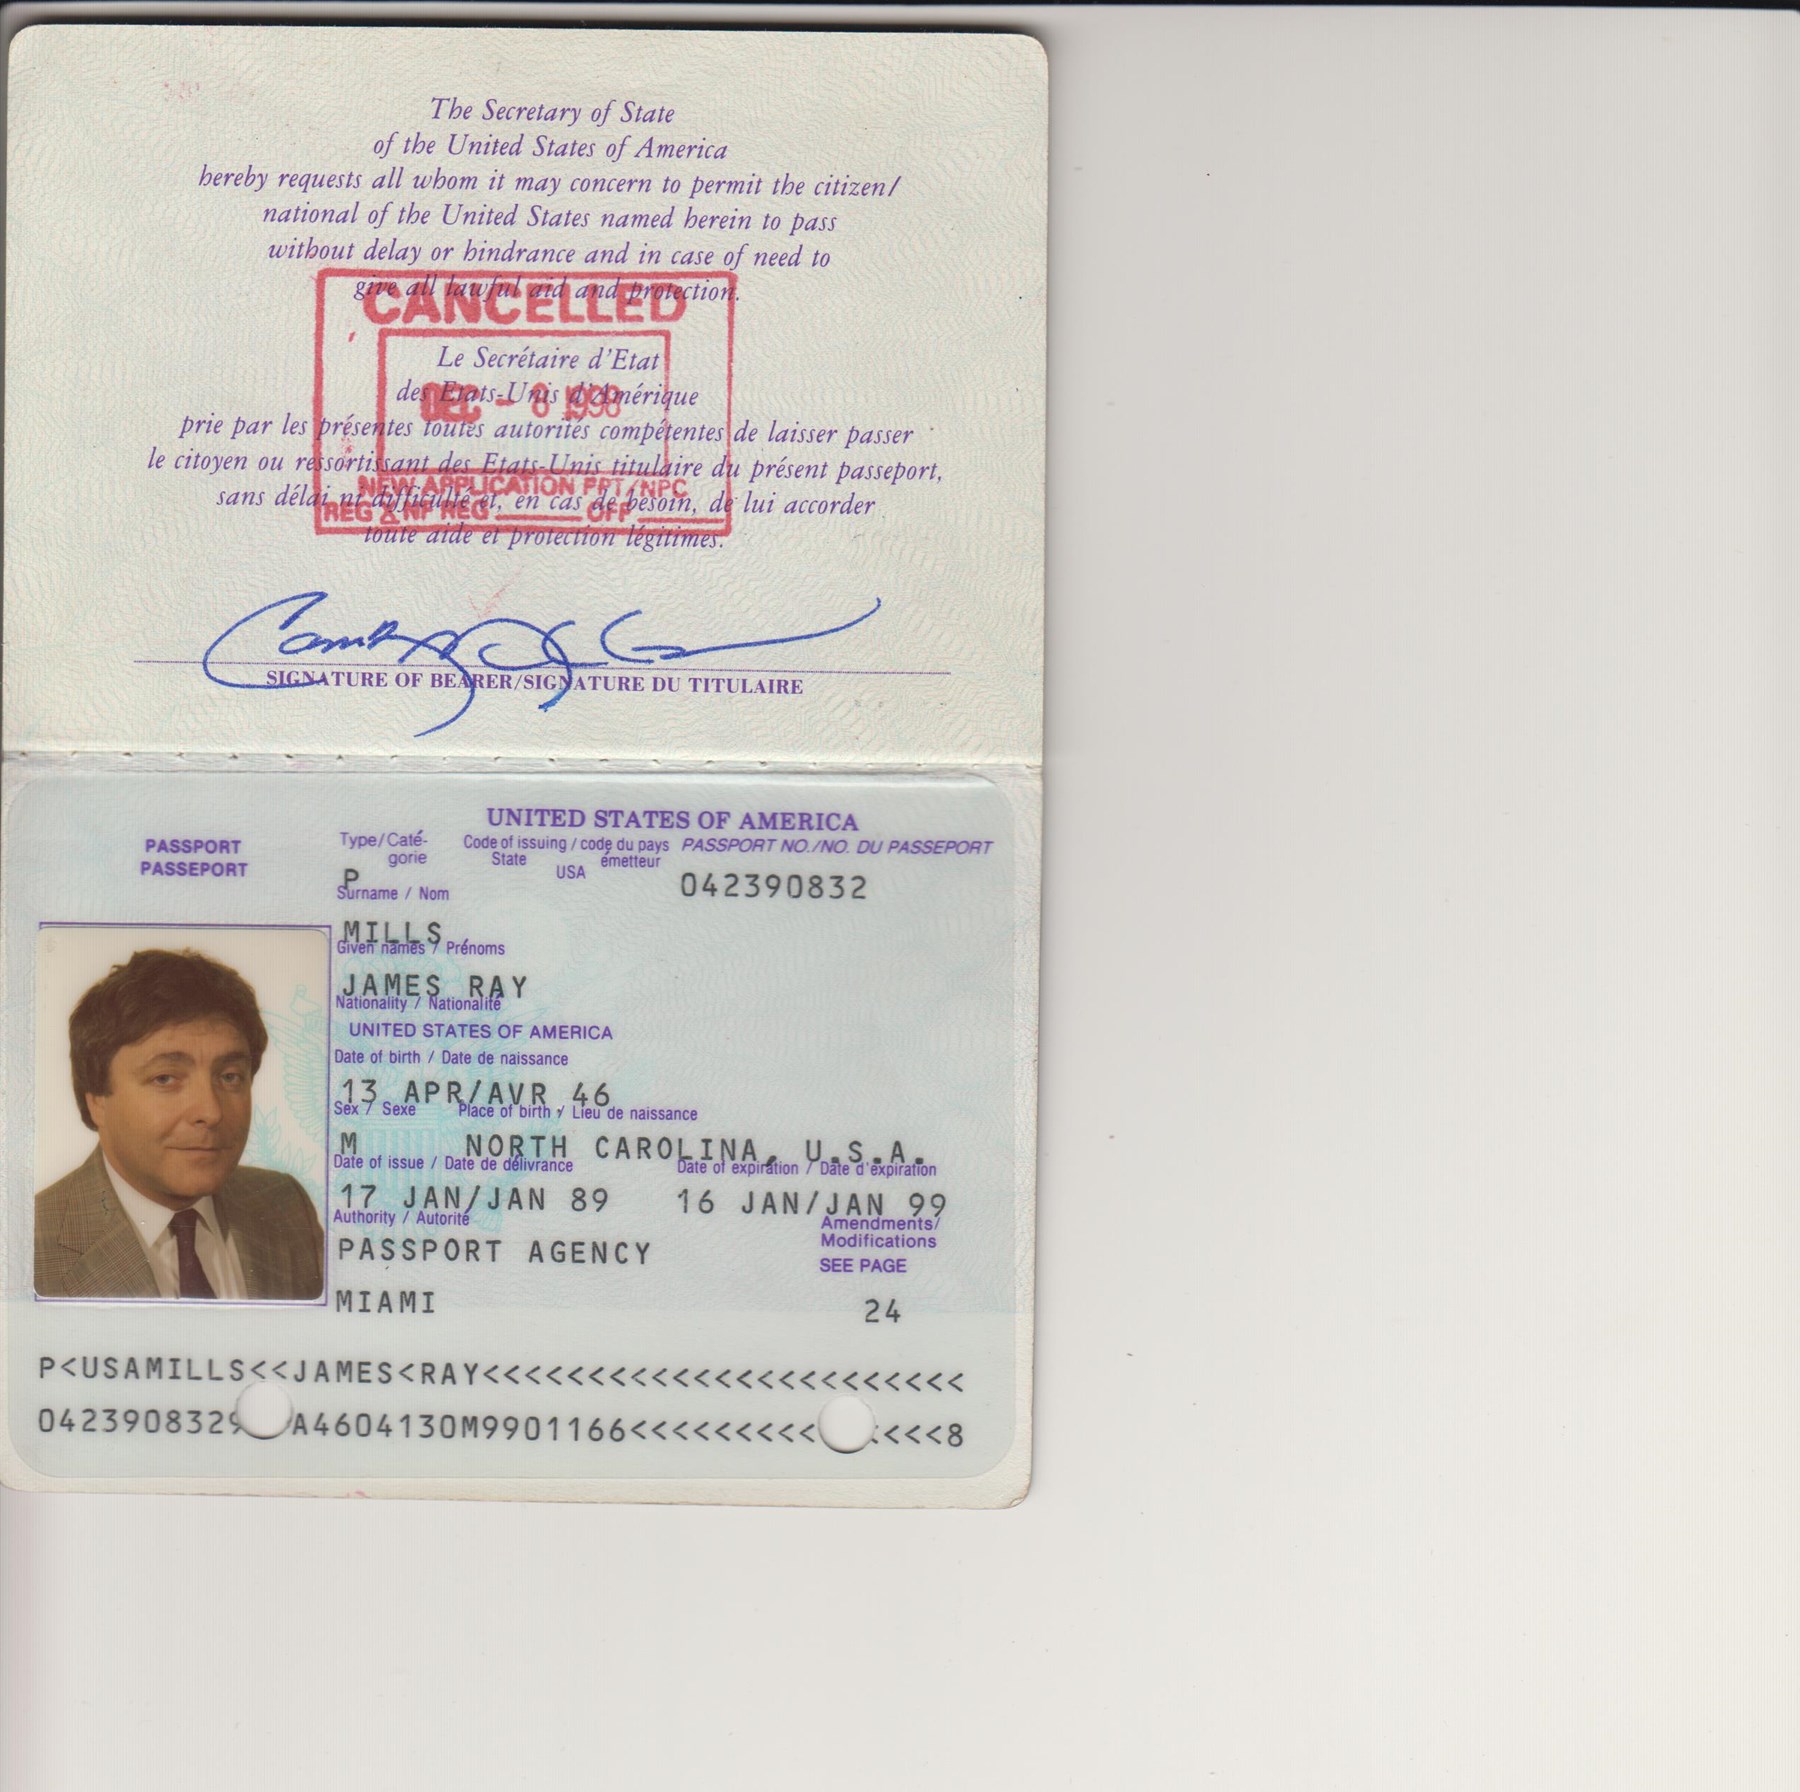 The Secretary of State
of the United States of America
hereby requests all whom it may concern to permit the citizen/
national of the United States named herein to pass
without delay or hindrance and in case of need to
give all lawful aid and protection.
CANCELLED
Le Secrétaire d'Etat
des Etats-Unis d'Amérique
DEC - 8 1998
prie par les présentes toutes autorités compétentes de laisser passer
le citoyen ou ressortissant des Etats-Unis titulaire du présent passeport,
NEW APPLICATION PPT/NPC
sans délai ni difficulté et, en cas de besoin, de lui accorder
REG NP REG ______ OFF ______
toute aide et protection légitimes.
SIGNATURE OF BEARER/SIGNATURE DU TITULAIRE
UNITED STATES OF AMERICA
PASSPORT
PASSEPORT
Type/Caté-
gorie
P
Code of issuing / code du pays
State USA émetteur
PASSPORT NO./NO. DU PASSEPORT
042390832
Surname / Nom
MILLS
Given names / Prénoms
JAMES RAY
Nationality / Nationalité
UNITED STATES OF AMERICA
Date of birth / Date de naissance
13 APR/AVR 46
Sex / Sexe Place of birth / Lieu de naissance
M NORTH CAROLINA, U.S.A.
Date of issue / Date de délivrance Date of expiration / Date d'expiration
17 JAN/JAN 89 16 JAN/JAN 99
Authority / Autorité
PASSPORT AGENCY
MIAMI
Amendments/
Modifications
SEE PAGE
24
P<USAMILLS<<JAMES<RAY<<<<<<<<<<<<<<<<<<<<<<<
0423908329 A4604130M9901166<<<<<<<<< <<<<8